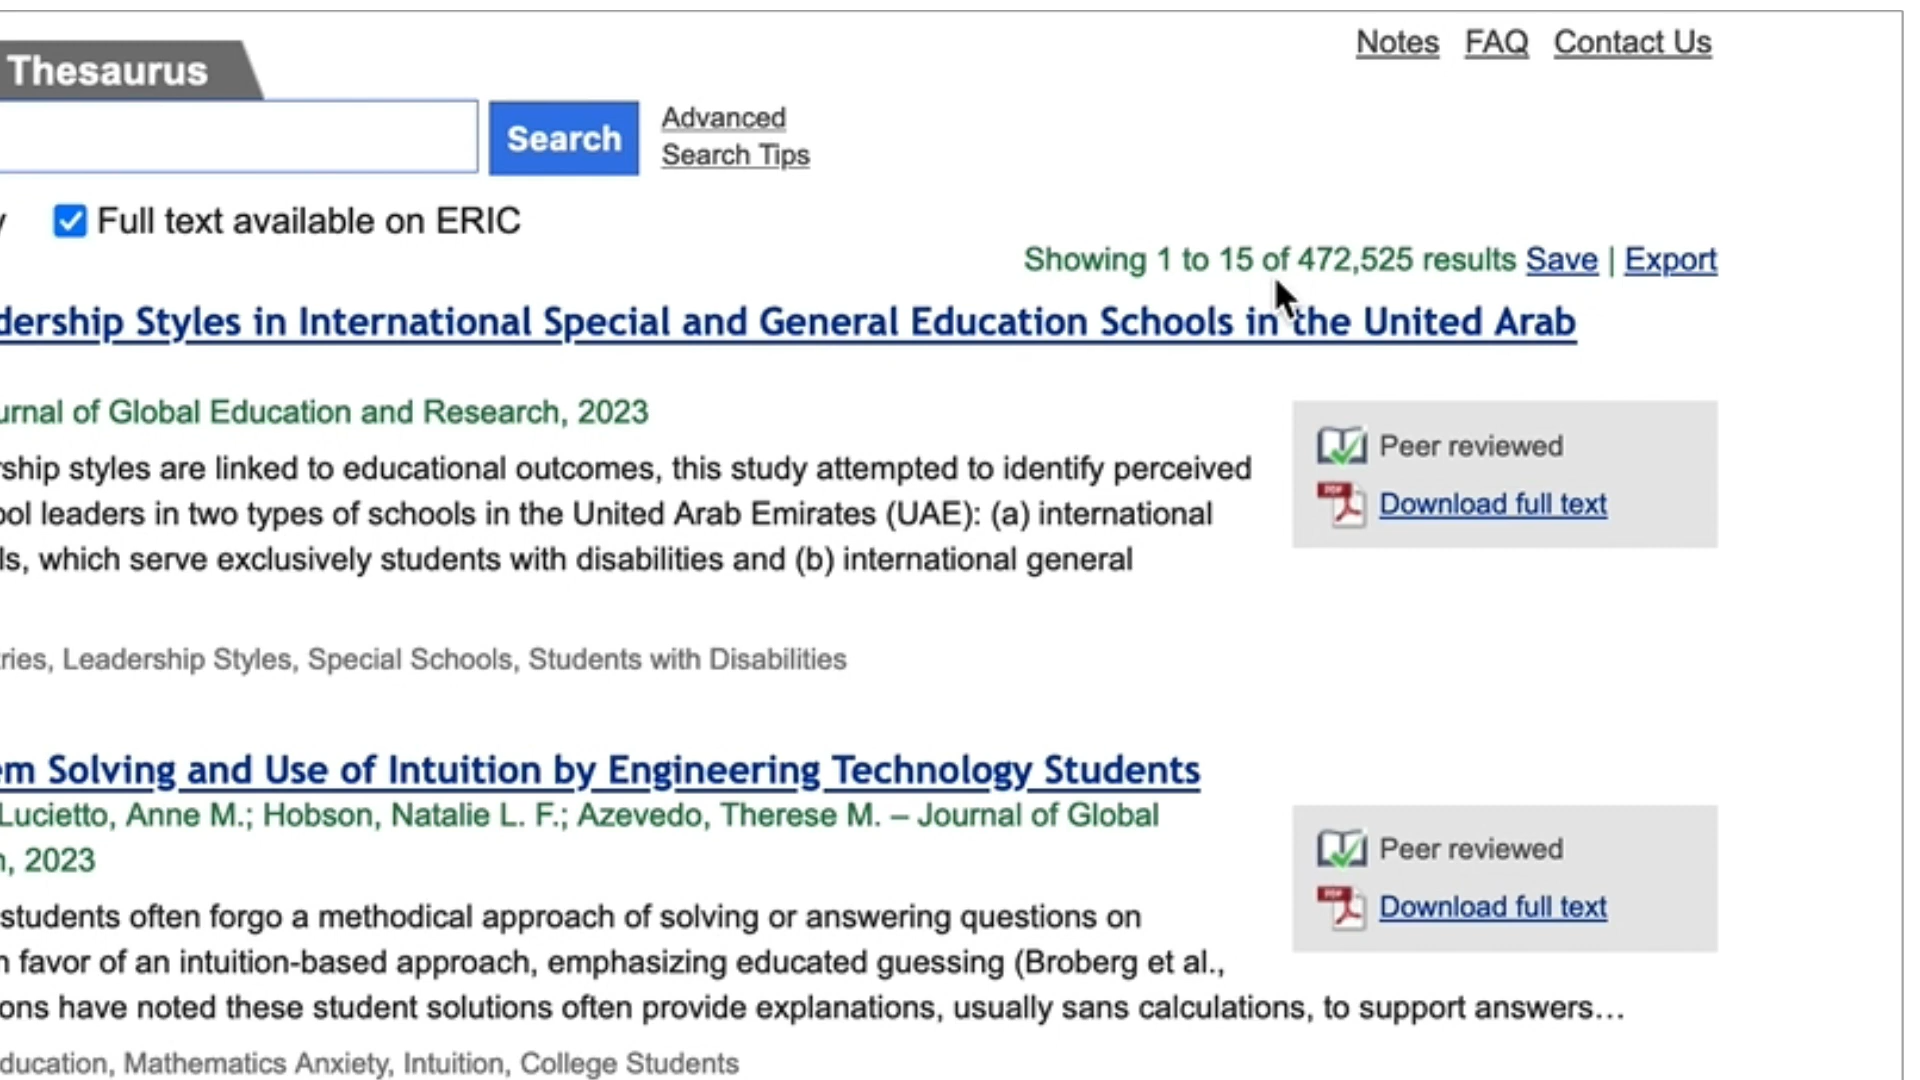 Notes FAQ Contact Us
Thesaurus
Search
Advanced
Search Tips
Full text available on ERIC
Showing 1 to 15 of 472,525 results Save | Export
dership Styles in International Special and General Education Schools in the United Arab
urnal of Global Education and Research, 2023
Peer reviewed
Download full text
rship styles are linked to educational outcomes, this study attempted to identify perceived
ool leaders in two types of schools in the United Arab Emirates (UAE): (a) international
ls, which serve exclusively students with disabilities and (b) international general
ries, Leadership Styles, Special Schools, Students with Disabilities
em Solving and Use of Intuition by Engineering Technology Students
Lucietto, Anne M.; Hobson, Natalie L. F.; Azevedo, Therese M. – Journal of Global
n, 2023
Peer reviewed
Download full text
students often forgo a methodical approach of solving or answering questions on
n favor of an intuition-based approach, emphasizing educated guessing (Broberg et al.,
ons have noted these student solutions often provide explanations, usually sans calculations, to support answers…
ducation, Mathematics Anxiety, Intuition, College Students